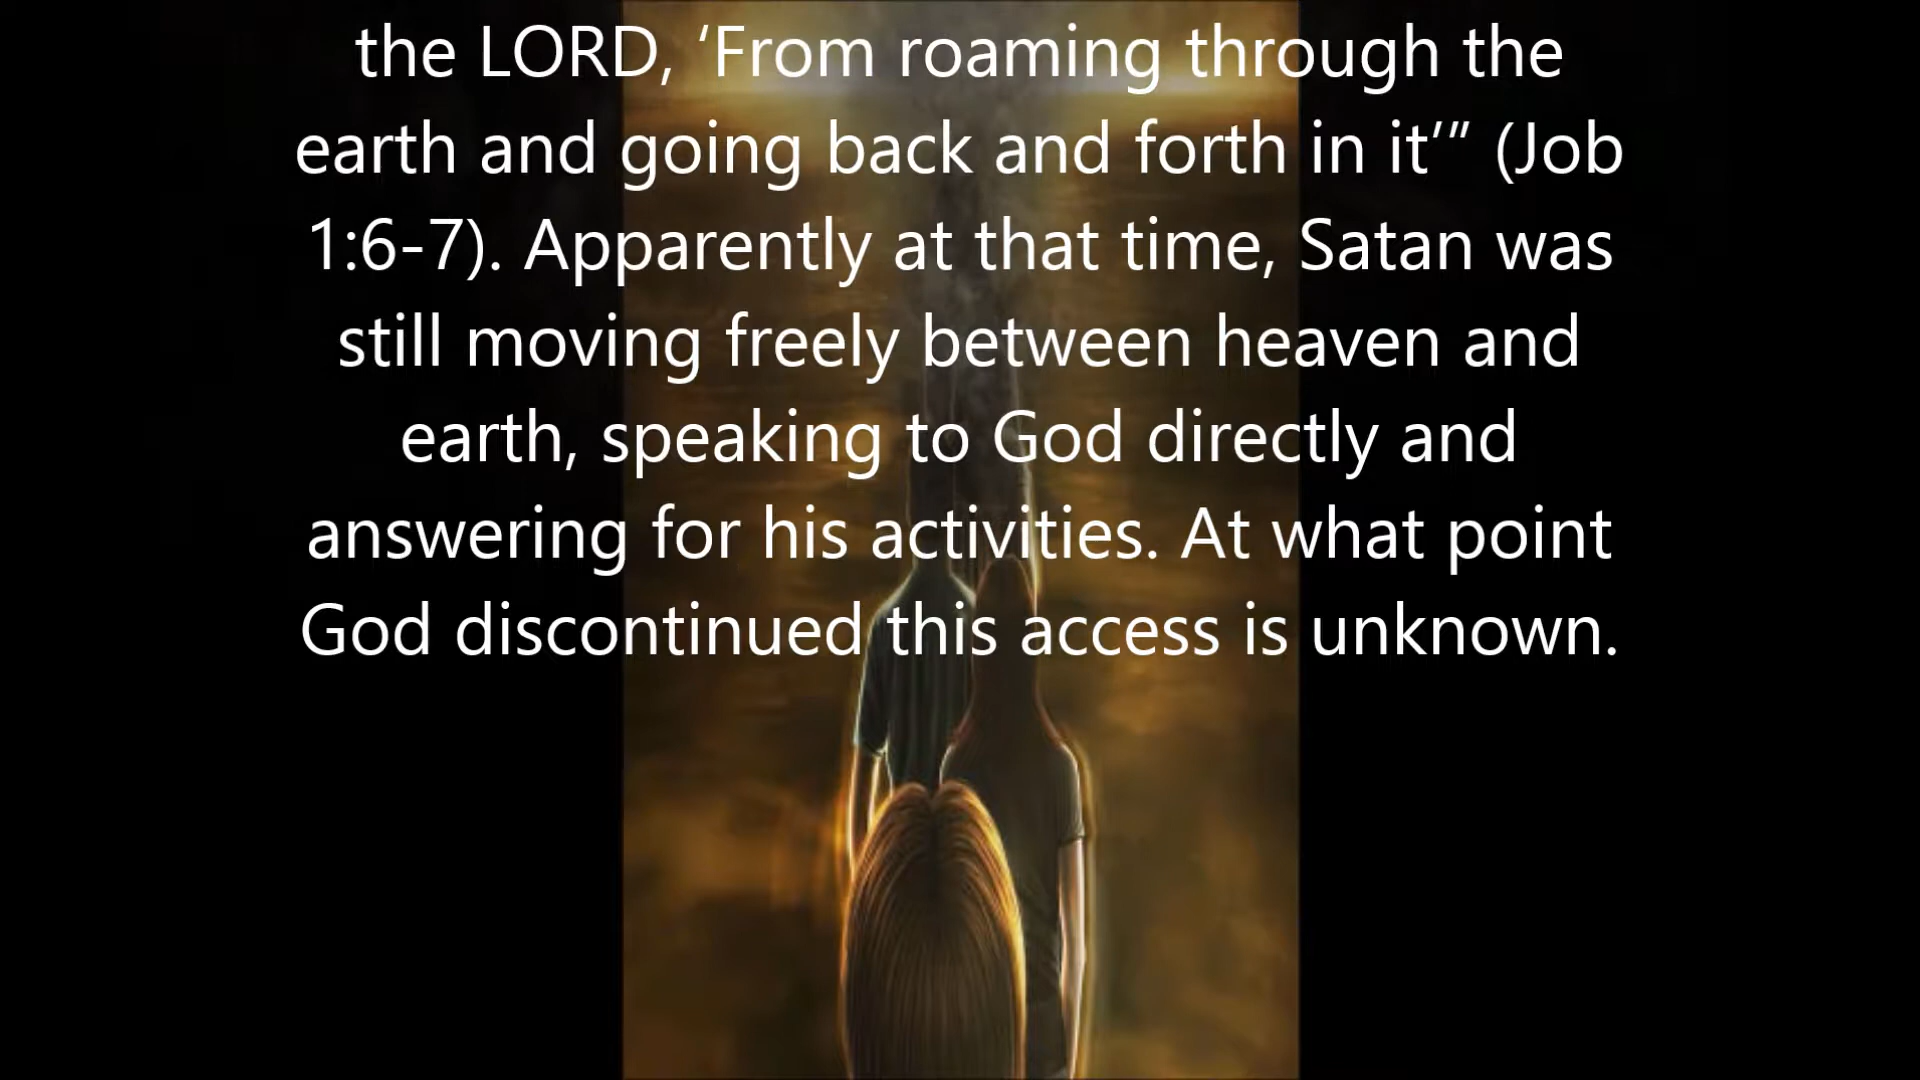 the LORD, ‘From roaming through the
earth and going back and forth in it’” (Job
1:6-7). Apparently at that time, Satan was
still moving freely between heaven and
earth, speaking to God directly and
answering for his activities. At what point
God discontinued this access is unknown.